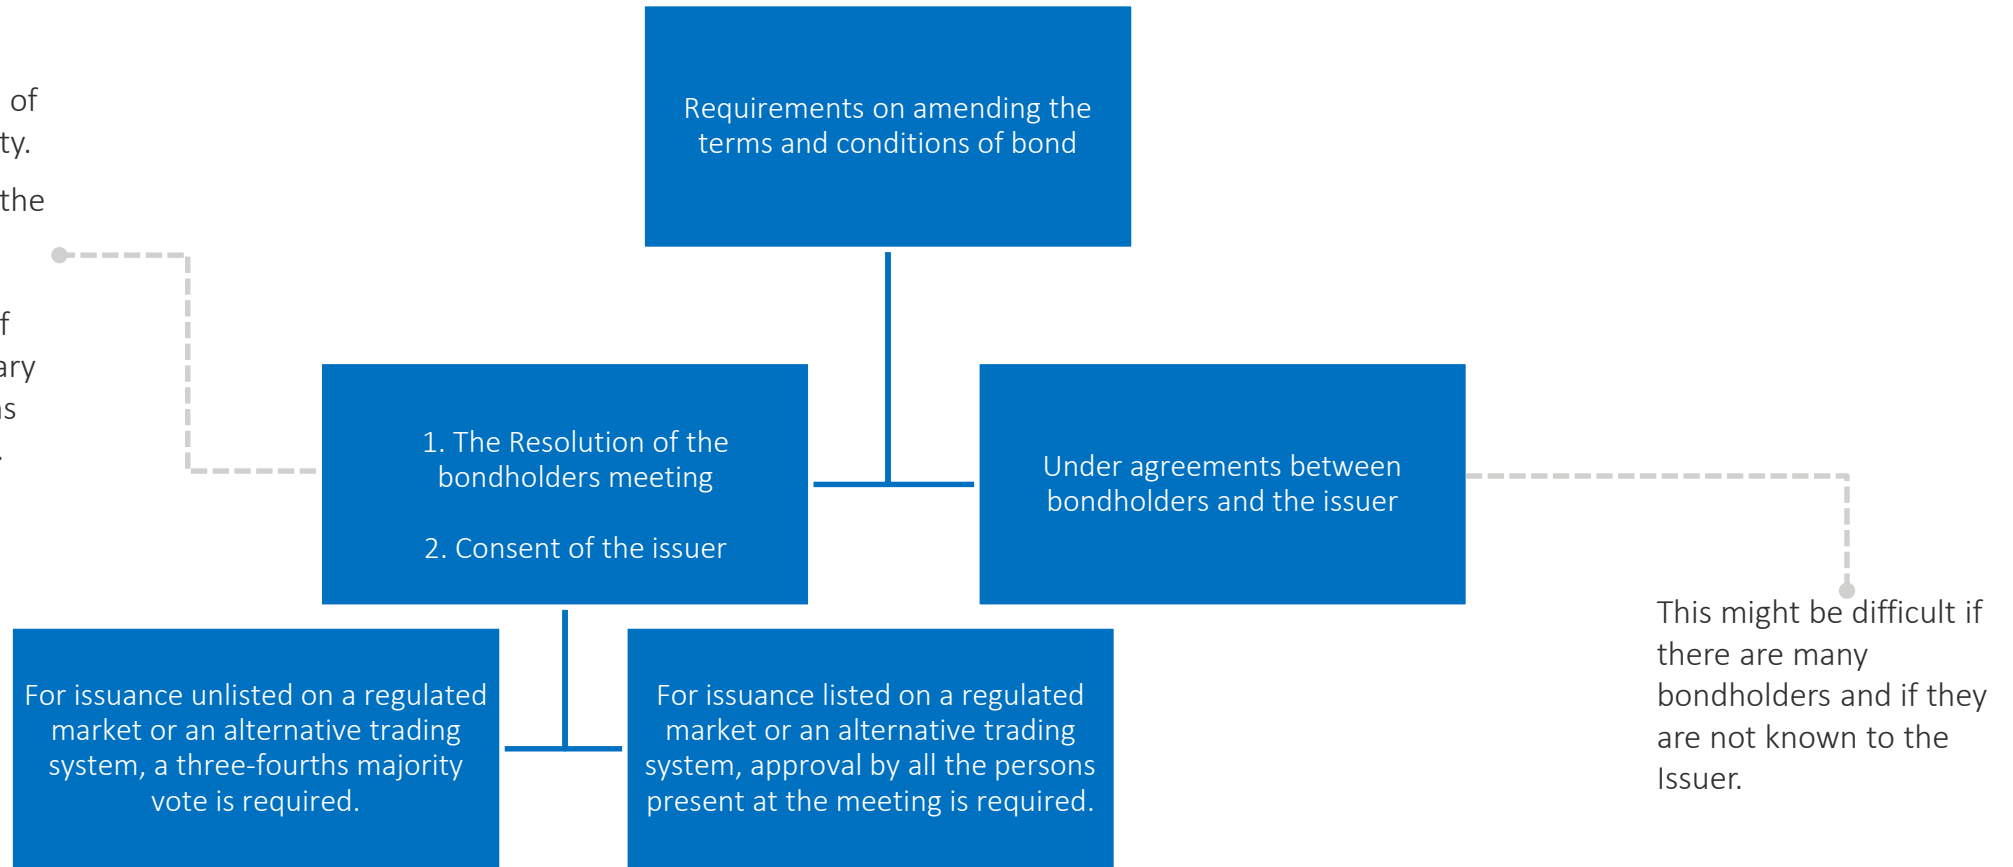 Requirements on amending the
terms and conditions of bond
of
ty.
the
f
ary
ns
.
1. The Resolution of the
bondholders meeting
2. Consent of the issuer
Under agreements between
bondholders and the issuer
For issuance unlisted on a regulated
market or an alternative trading
system, a three-fourths majority
vote is required.
For issuance listed on a regulated
market or an alternative trading
system, approval by all the persons
present at the meeting is required.
This might be difficult if
there are many
bondholders and if they
are not known to the
Issuer.